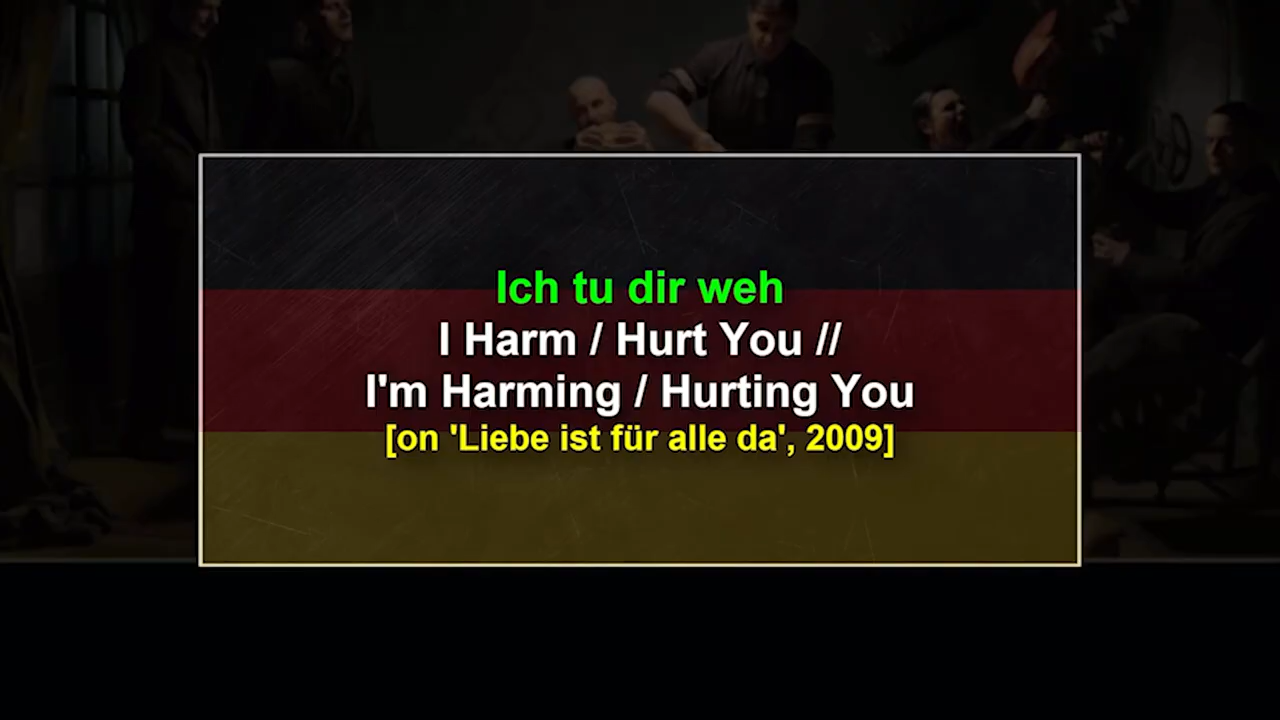 Ich tu dir weh
I Harm / Hurt You //
I'm Harming / Hurting You
[on 'Liebe ist für alle da', 2009]